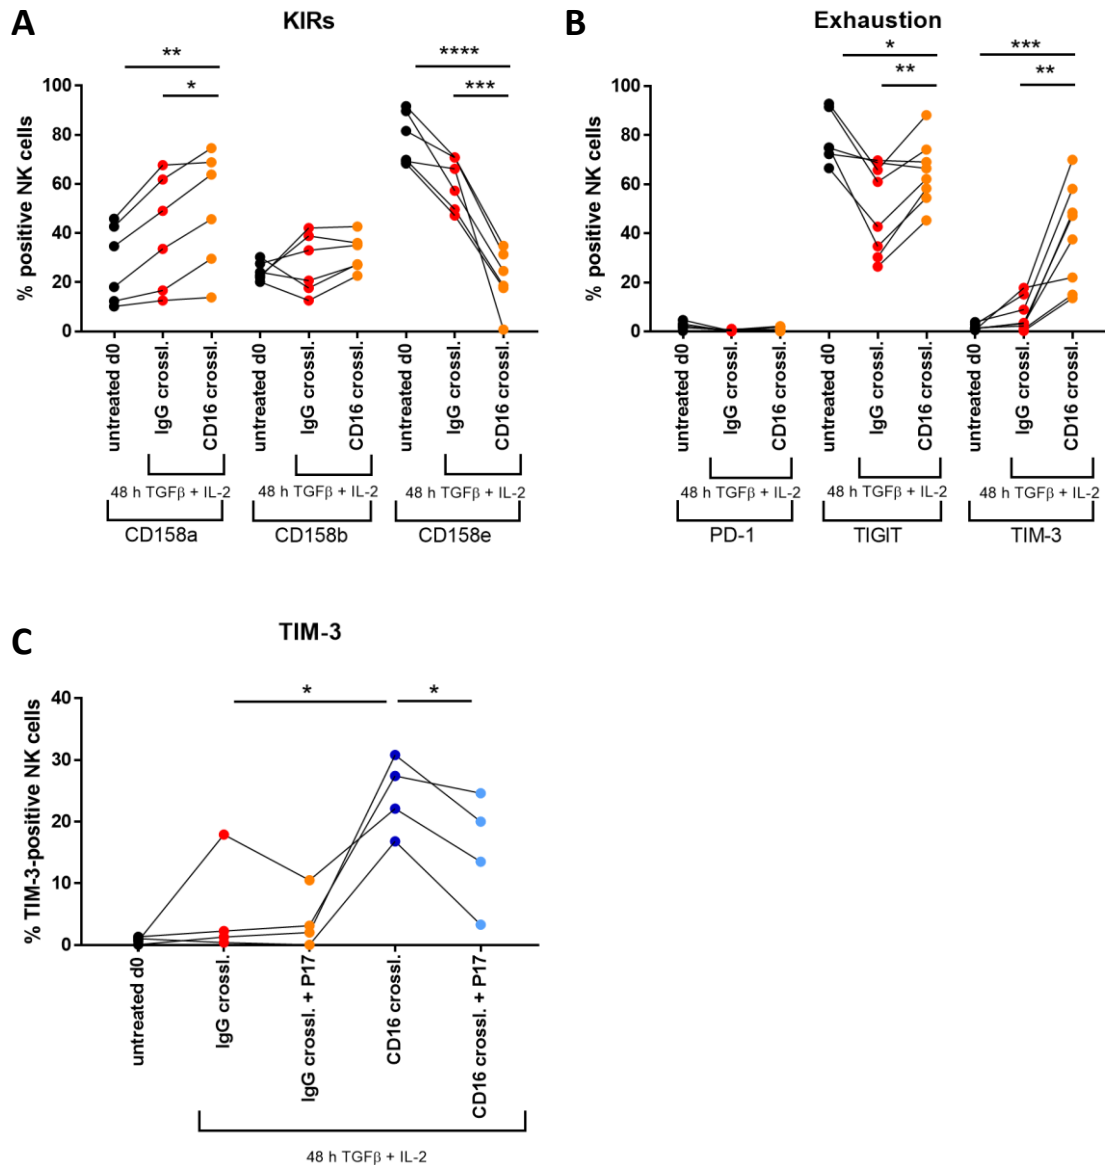 A
KIRs
** * **** ***
% positive NK cells
100
80
60
40
20
0
untreated d0
IgG crossl.
CD16 crossl.
untreated d0
IgG crossl.
CD16 crossl.
untreated d0
IgG crossl.
CD16 crossl.
48 h TGFβ + IL-2 48 h TGFβ + IL-2 48 h TGFβ + IL-2
CD158a CD158b CD158e
B
Exhaustion
* ** *** **
% positive NK cells
100
80
60
40
20
0
untreated d0
IgG crossl.
CD16 crossl.
untreated d0
IgG crossl.
CD16 crossl.
untreated d0
IgG crossl.
CD16 crossl.
48 h TGFβ + IL-2 48 h TGFβ + IL-2 48 h TGFβ + IL-2
PD-1 TIGIT TIM-3
C
TIM-3
* *
% TIM-3-positive NK cells
40
30
20
10
0
untreated d0
IgG crossl.
IgG crossl. + P17
CD16 crossl.
CD16 crossl. + P17
48 h TGFβ + IL-2